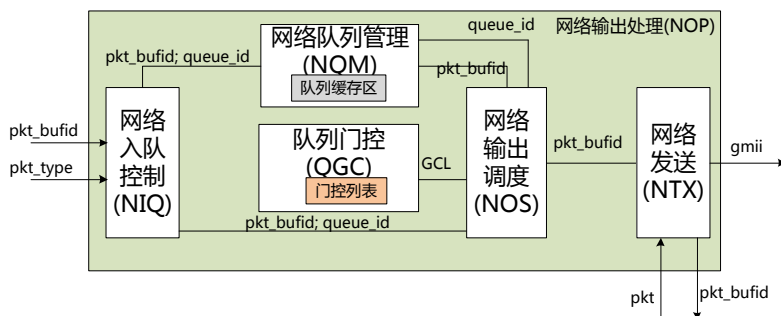 网络输出处理(NOP)
网络队列管理
(NQM)
队列缓存区
queue_id
pkt_bufid; queue_id
pkt_bufid
pkt_bufid
pkt_type
网络
入队
控制
(NIQ)
队列门控
(QGC)
门控列表
GCL
网络
输出
调度
(NOS)
pkt_bufid
网络
发送
(NTX)
gmii
pkt_bufid; queue_id
pkt
pkt_bufid